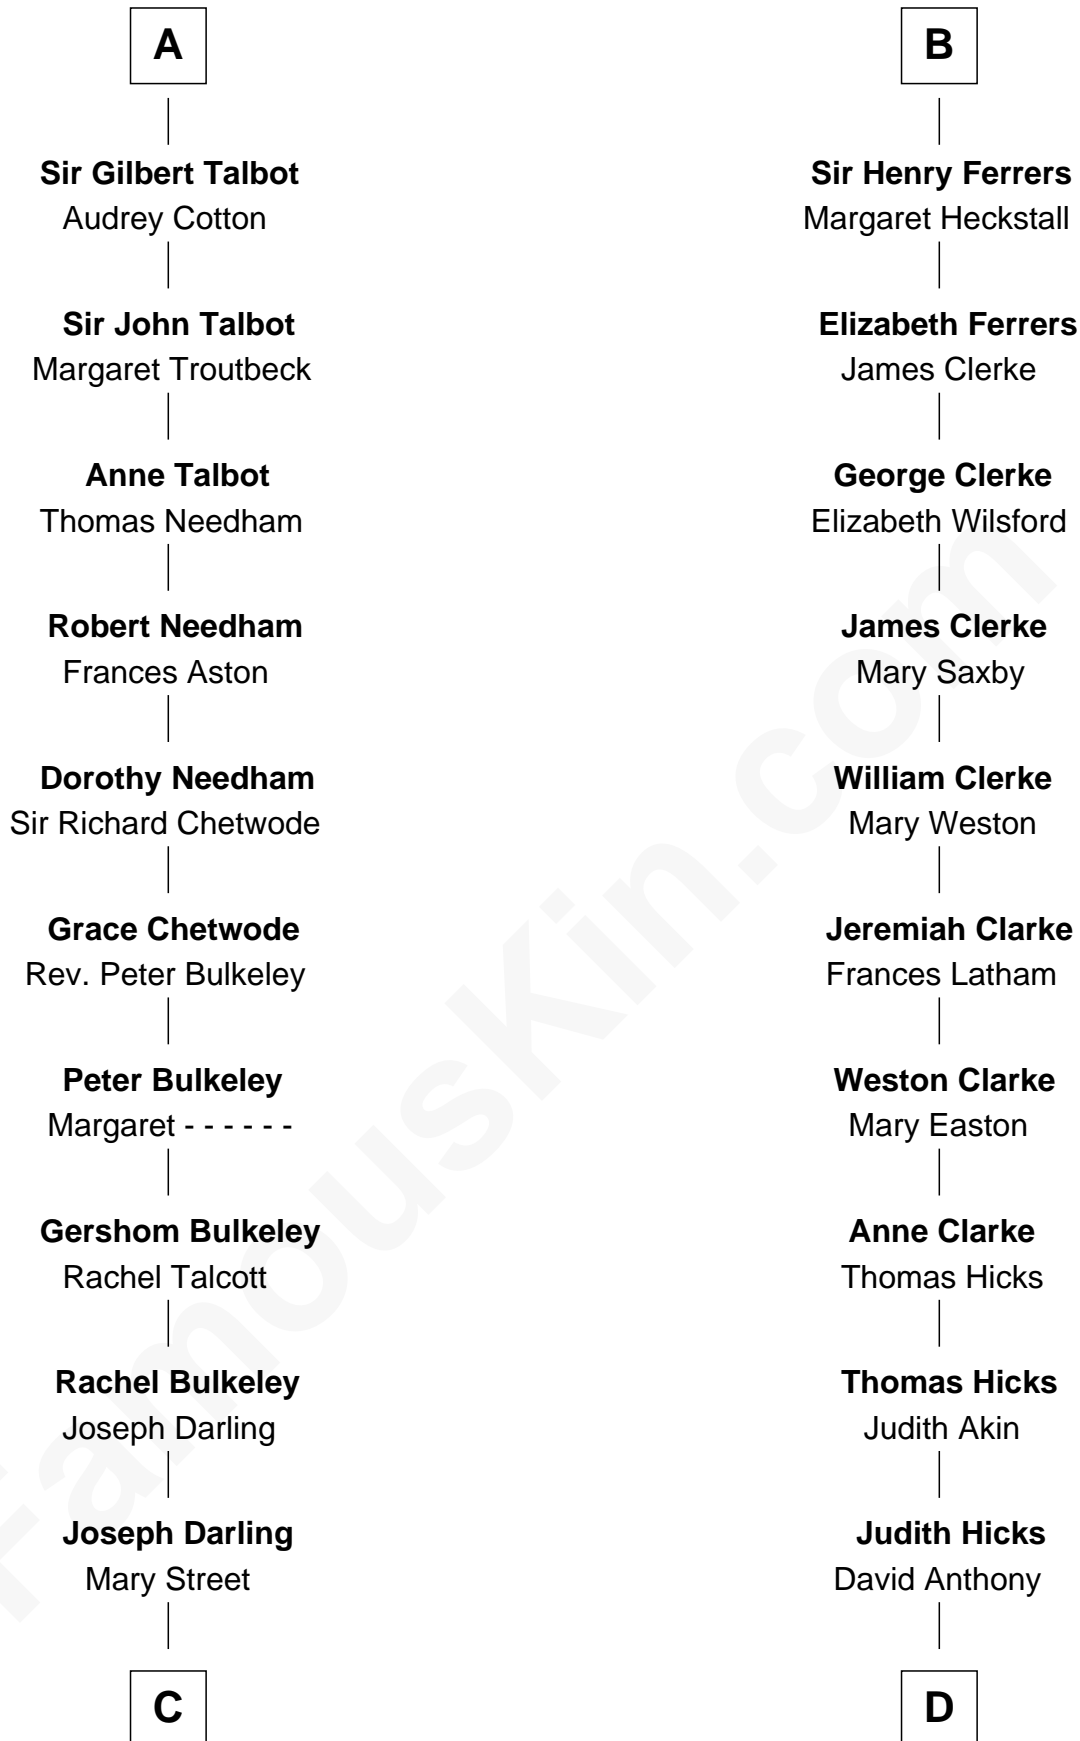 A
Sir Gilbert Talbot
Audrey Cotton
Sir John Talbot
Margaret Troutbeck
Anne Talbot
Thomas Needham
Robert Needham
Frances Aston
Dorothy Needham
Sir Richard Chetwode
Grace Chetwode
Rev. Peter Bulkeley
Peter Bulkeley
Margaret - - - - - -
Gershom Bulkeley
Rachel Talcott
Rachel Bulkeley
Joseph Darling
Joseph Darling
Mary Street
C
B
Sir Henry Ferrers
Margaret Heckstall
Elizabeth Ferrers
James Clerke
George Clerke
Elizabeth Wilsford
James Clerke
Mary Saxby
William Clerke
Mary Weston
Jeremiah Clarke
Frances Latham
Weston Clarke
Mary Easton
Anne Clarke
Thomas Hicks
Thomas Hicks
Judith Akin
Judith Hicks
David Anthony
D
FamousKin.com